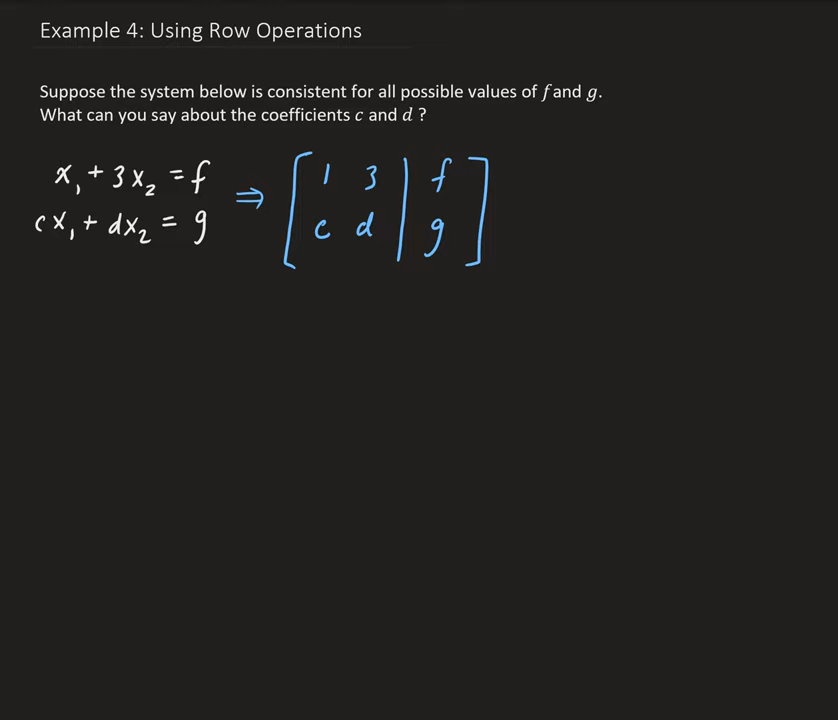 Example 4: Using Row Operations
Suppose the system below is consistent for all possible values of f and g.
What can you say about the coefficients c and d ?
x₁ + 3x₂ = f ⇒ [ 1 3 | f ]
cx₁ + dx₂ = g [ c d | g ]